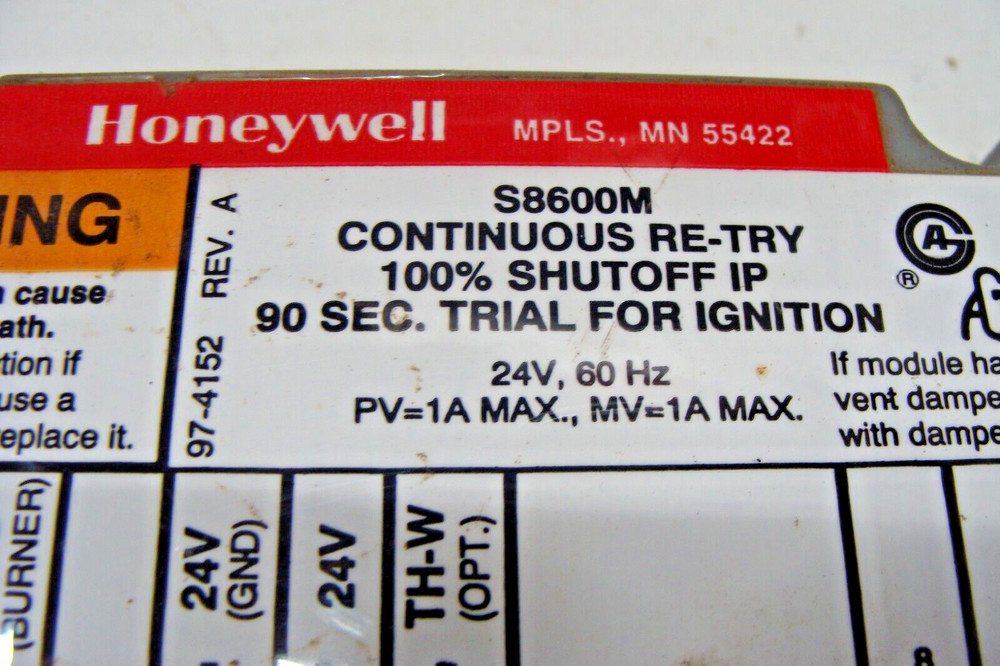 Honeywell MPLS., MN 55422
ING
cause
ath.
tion if
use a
eplace it.
97-4152 REV. A
S8600M
CONTINUOUS RE-TRY
100% SHUTOFF IP
90 SEC. TRIAL FOR IGNITION
24V, 60 Hz
PV=1A MAX., MV=1A MAX.
®
If module ha
vent dampe
with dampe
BURNER)
24V
(GND)
24V
TH-W
(OPT.)
8